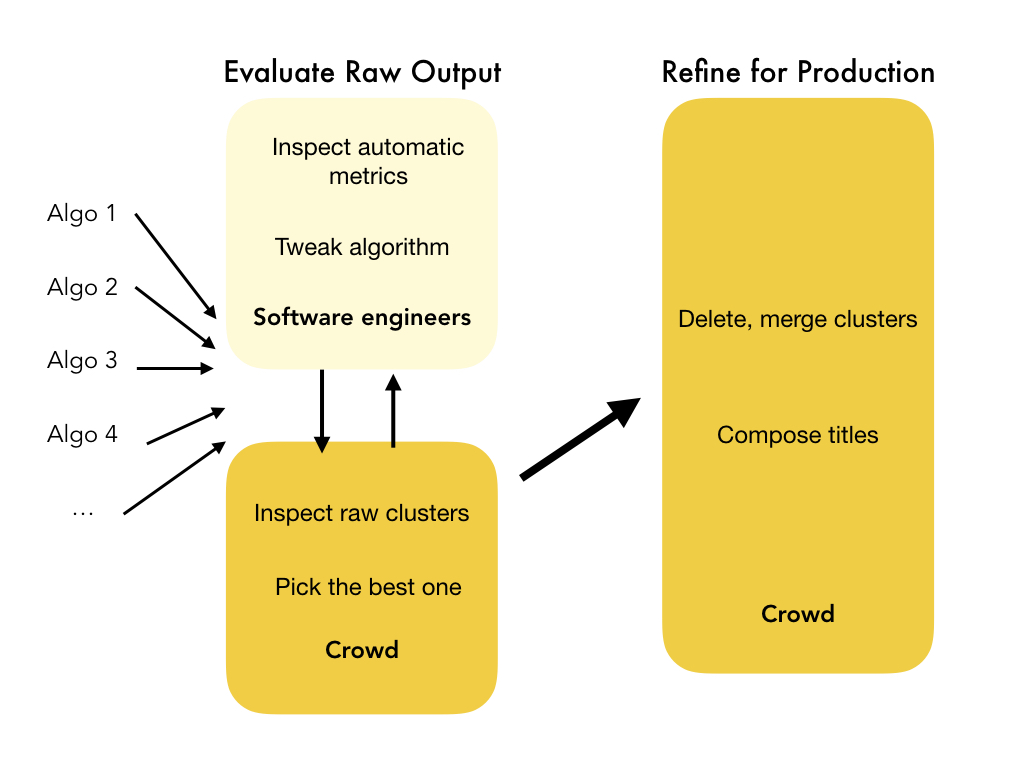 Evaluate Raw Output
Refine for Production
Inspect automatic
metrics
Tweak algorithm
Software engineers
Algo 1
Algo 2
Algo 3
Algo 4
...
Inspect raw clusters
Pick the best one
Crowd
Delete, merge clusters
Compose titles
Crowd